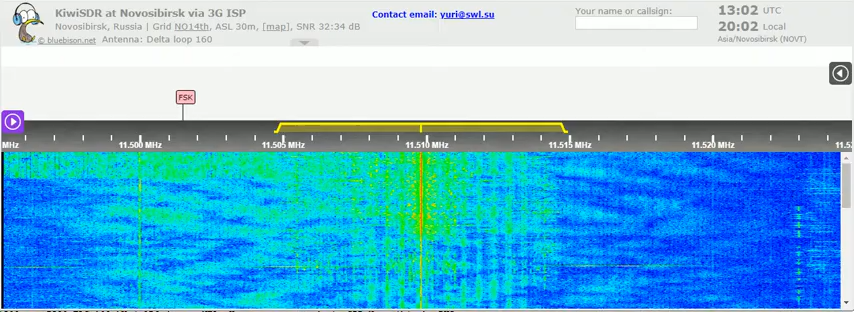 KiwiSDR at Novosibirsk via 3G ISP
Novosibirsk, Russia | Grid NO14th, ASL 30m, [map], SNR 32:34 dB
© bluebison.net Antenna: Delta loop 160
Contact email: yuri@swl.su
Your name or callsign:
13:02 UTC
20:02 Local
Asia/Novosibirsk (NOVT)
FSK
MHz 11.500 MHz 11.505 MHz 11.510 MHz 11.515 MHz 11.520 MHz 11.52